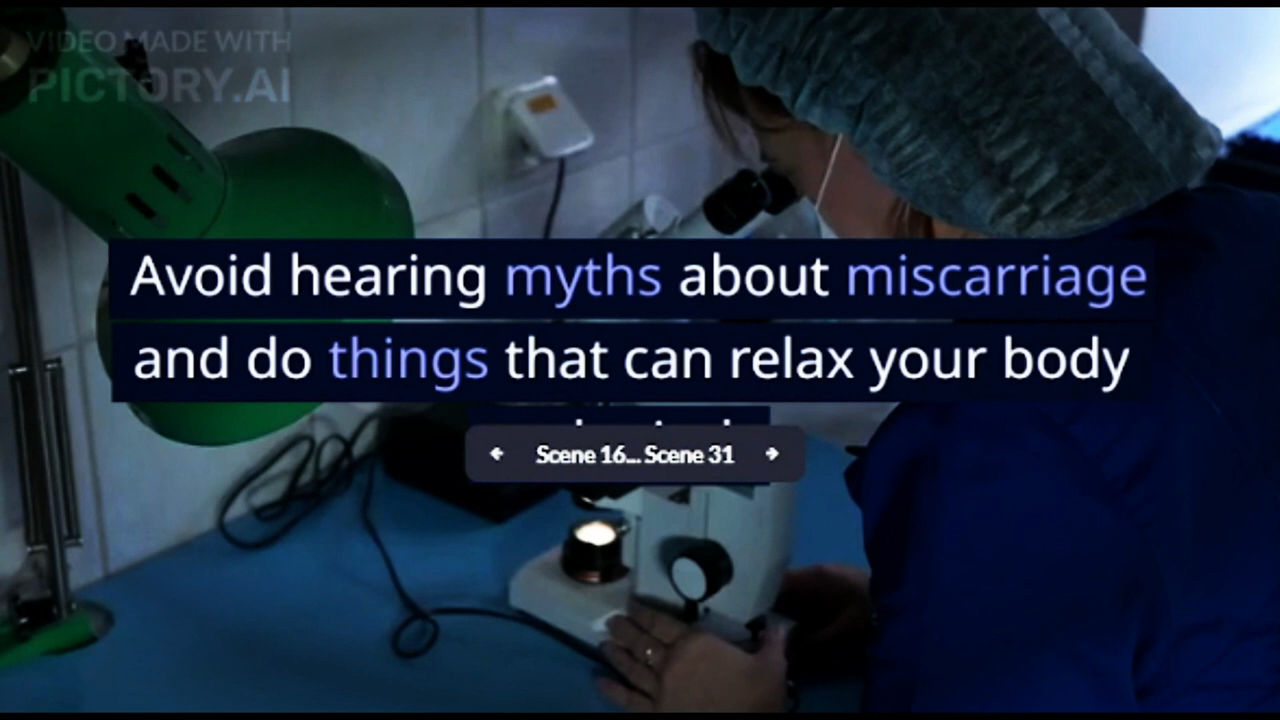 VIDEO MADE WITH
PICTORY.AI
Avoid hearing myths about miscarriage
and do things that can relax your body
Scene 16... Scene 31